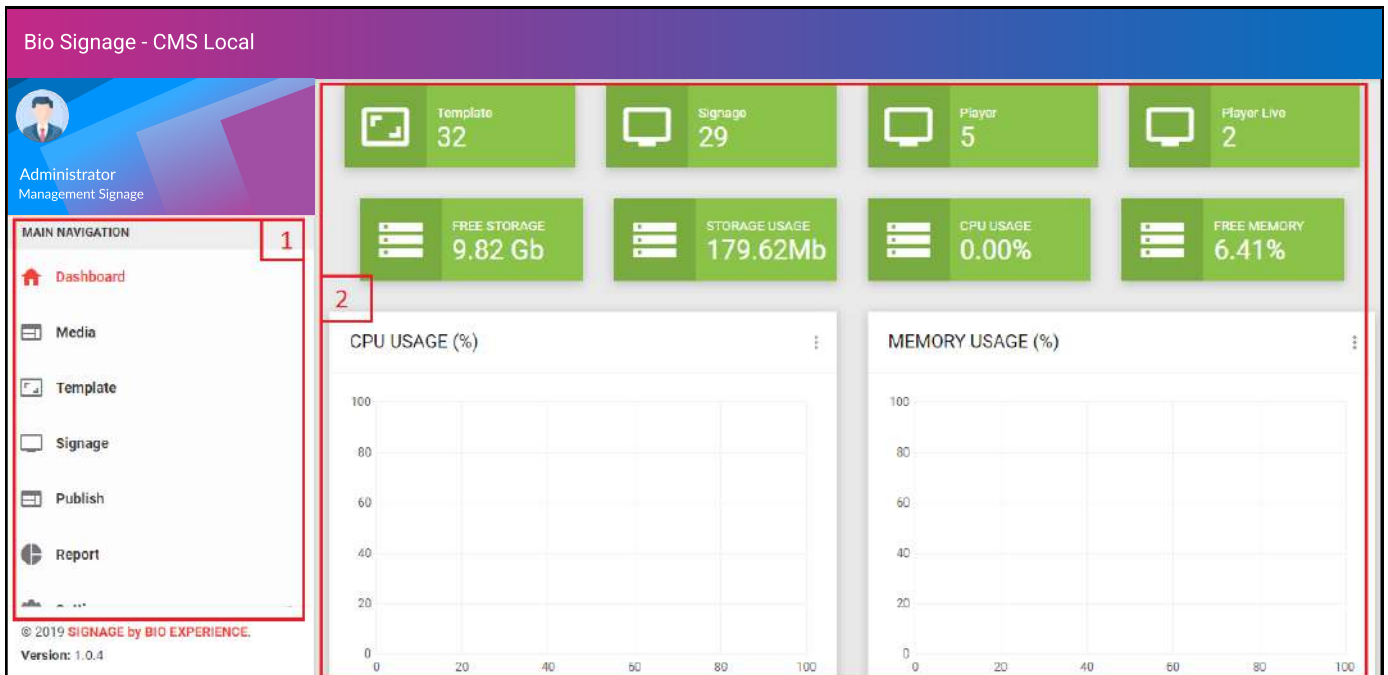 Bio Signage - CMS Local
Administrator
Management Signage
MAIN NAVIGATION
1
Dashboard
Media
Template
Signage
Publish
Report
© 2019 SIGNAGE by BIO EXPERIENCE.
Version: 1.0.4
Template
32
Signage
29
Player
5
Player Live
2
FREE STORAGE
9.82 Gb
STORAGE USAGE
179.62Mb
CPU USAGE
0.00%
FREE MEMORY
6.41%
2
CPU USAGE (%)
100
80
60
40
20
0
0 20 40 60 80 100
MEMORY USAGE (%)
100
80
60
40
20
0
0 20 40 60 80 100